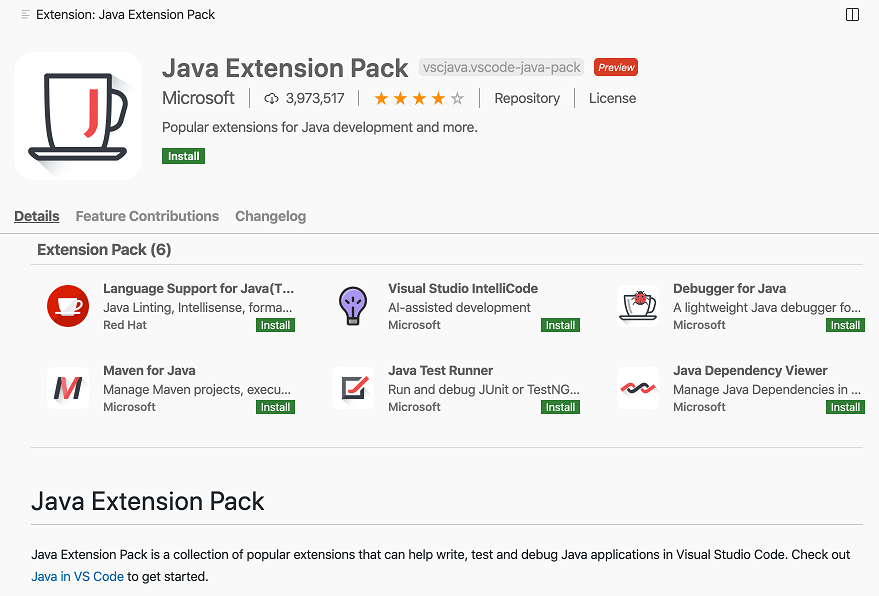 Extension: Java Extension Pack
Java Extension Pack vscjava.vscode-java-pack Preview
Microsoft 3,973,517 Repository License
Popular extensions for Java development and more.
Install
Details Feature Contributions Changelog
Extension Pack (6)
Language Support for Java(T...
Java Linting, Intellisense, forma...
Red Hat Install
Visual Studio IntelliCode
AI-assisted development
Microsoft Install
Debugger for Java
A lightweight Java debugger fo...
Microsoft Install
Maven for Java
Manage Maven projects, execu...
Microsoft Install
Java Test Runner
Run and debug JUnit or TestNG...
Microsoft Install
Java Dependency Viewer
Manage Java Dependencies in ...
Microsoft Install
Java Extension Pack
Java Extension Pack is a collection of popular extensions that can help write, test and debug Java applications in Visual Studio Code. Check out
Java in VS Code to get started.